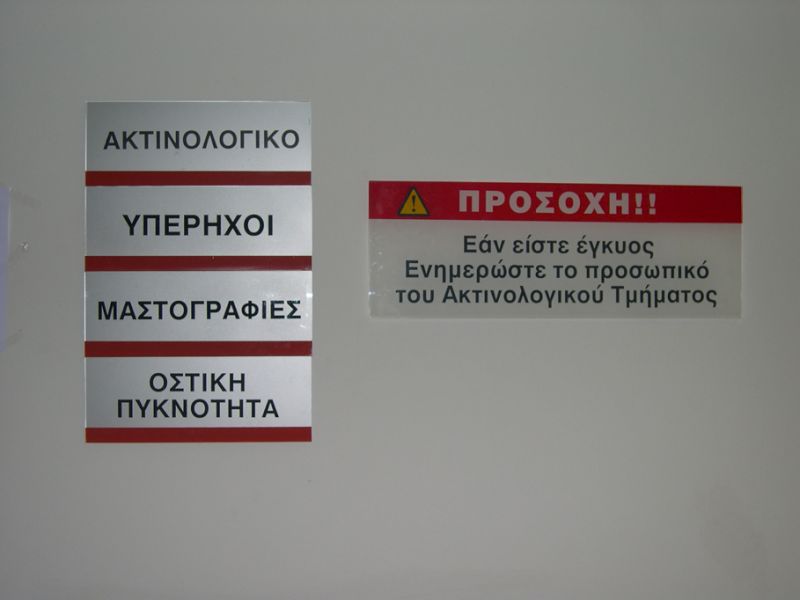 ΑΚΤΙΝΟΛΟΓΙΚΟ
ΥΠΕΡΗΧΟΙ
ΜΑΣΤΟΓΡΑΦΙΕΣ
ΟΣΤΙΚΗ
ΠΥΚΝΟΤΗΤΑ
ΠΡΟΣΟΧΗ!!
Εάν είστε έγκυος
Ενημερώστε το προσωπικό
του Ακτινολογικού Τμήματος